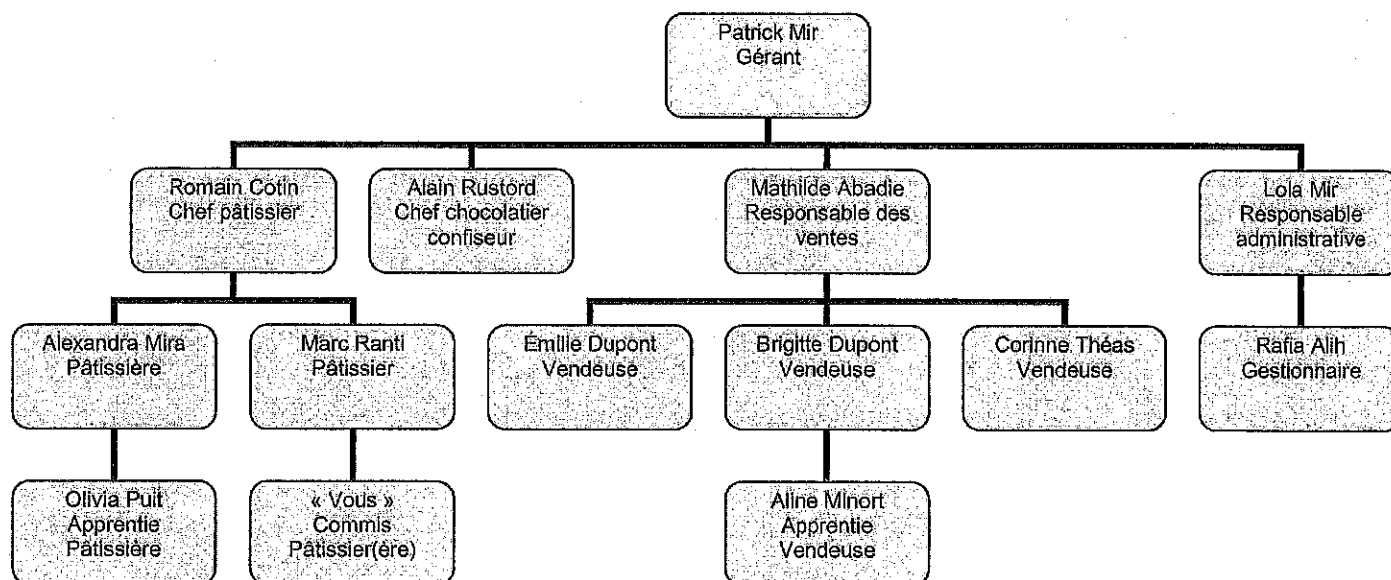 Patrick Mir
Gérant
Romain Cotin
Chef pâtissier
Alain Rustord
Chef chocolatier
confiseur
Mathilde Abadie
Responsable des
ventes
Lola Mir
Responsable
administrative
Alexandra Mira
Pâtissière
Marc Ranti
Pâtissier
Émilie Dupont
Vendeuse
Brigitte Dupont
Vendeuse
Corinne Théas
Vendeuse
Rafia Alih
Gestionnaire
Olivia Puit
Apprentie
Pâtissière
« Vous »
Commis
Pâtissier(ère)
Aline Minort
Apprentie
Vendeuse